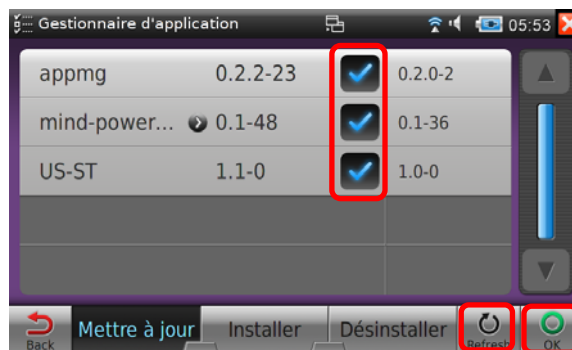 Gestionnaire d'application 05:53
appmg 0.2.2-23 0.2.0-2
mind-power... 0.1-48 0.1-36
US-ST 1.1-0 1.0-0
Back Mettre à jour Installer Désinstaller Refresh OK